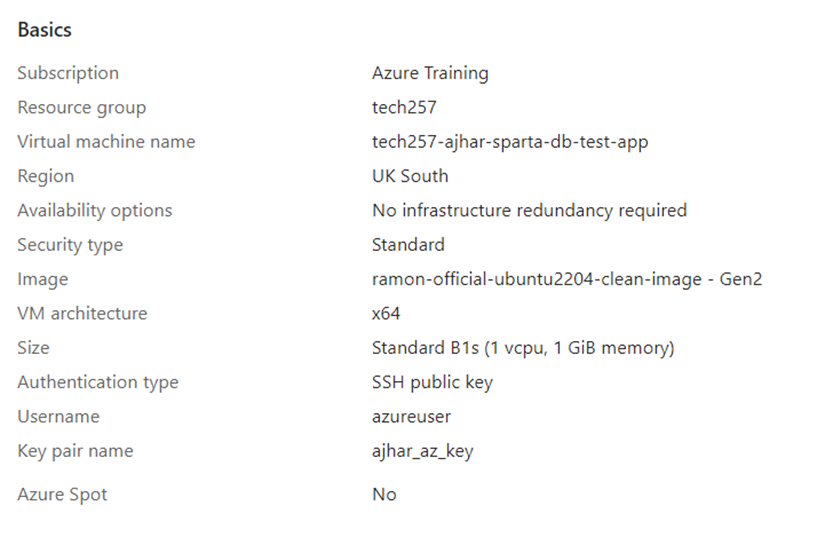 Basics
Subscription Azure Training
Resource group tech257
Virtual machine name tech257-ajhar-sparta-db-test-app
Region UK South
Availability options No infrastructure redundancy required
Security type Standard
Image ramon-official-ubuntu2204-clean-image - Gen2
VM architecture x64
Size Standard B1s (1 vcpu, 1 GiB memory)
Authentication type SSH public key
Username azureuser
Key pair name ajhar_az_key
Azure Spot No